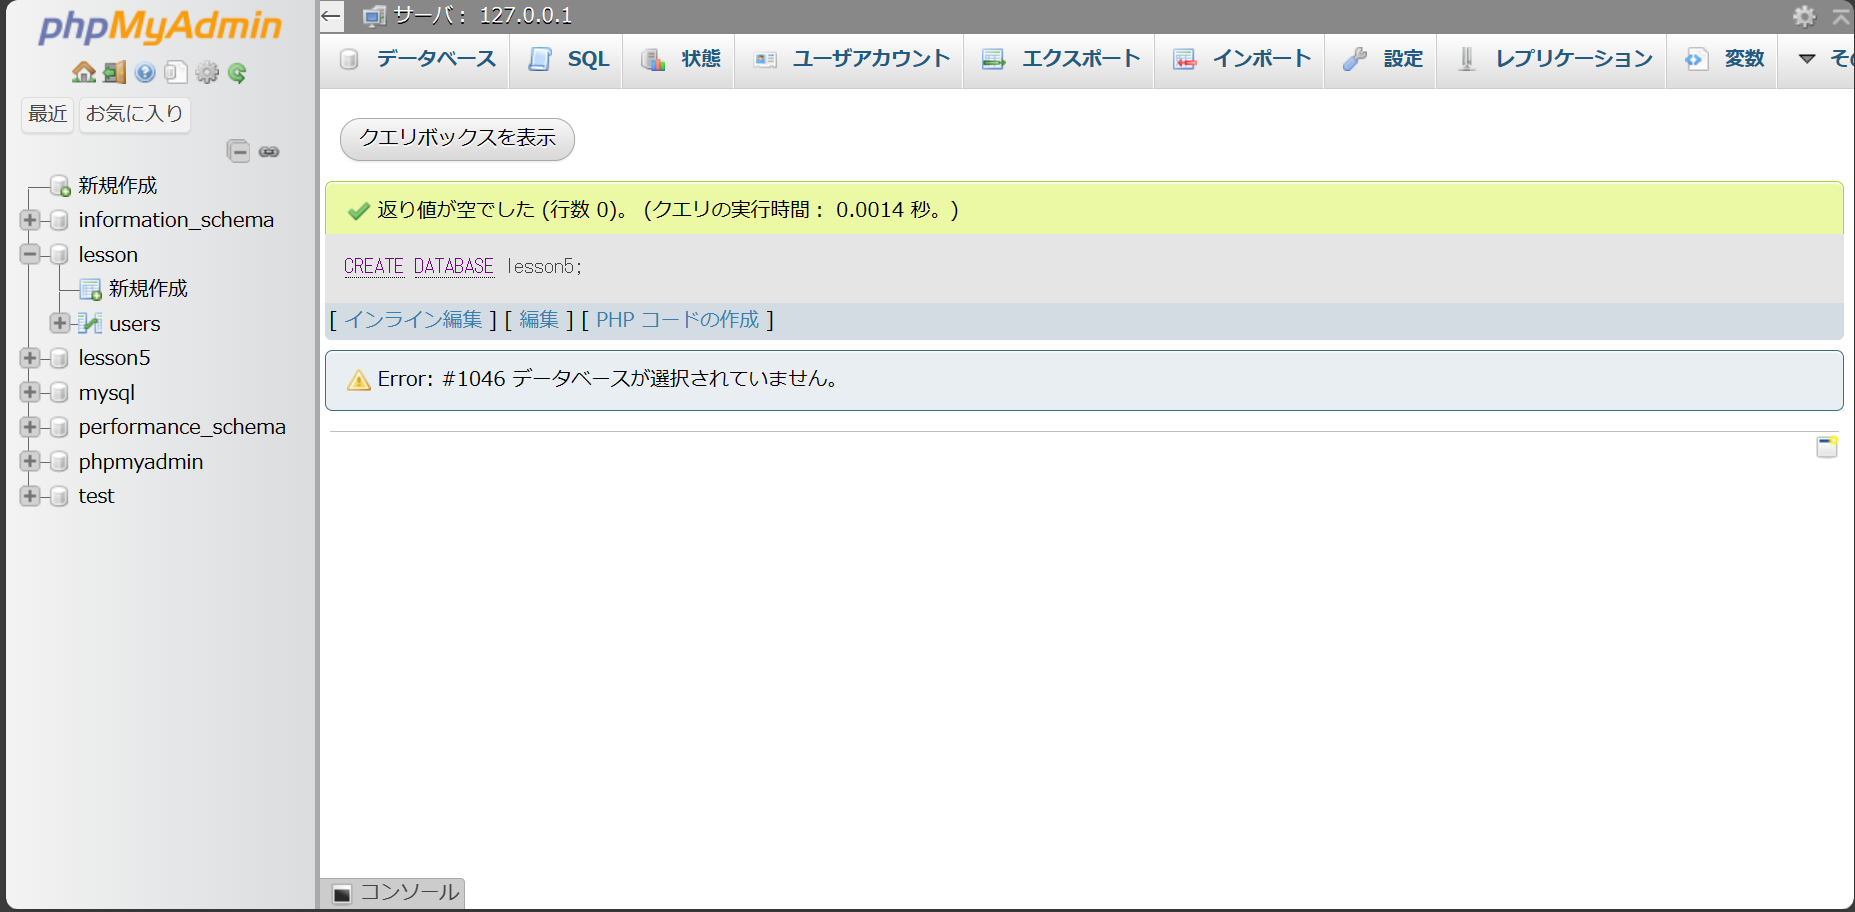 phpMyAdmin
最近 お気に入り
新規作成
information_schema
lesson
新規作成
users
lesson5
mysql
performance_schema
phpmyadmin
test
サーバ： 127.0.0.1
データベース SQL 状態 ユーザアカウント エクスポート インポート 設定 レプリケーション 変数
クエリボックスを表示
返り値が空でした (行数 0)。 (クエリの実行時間： 0.0014 秒。)
CREATE DATABASE lesson5;
[ インライン編集 ] [ 編集 ] [ PHP コードの作成 ]
Error: #1046 データベースが選択されていません。
コンソール